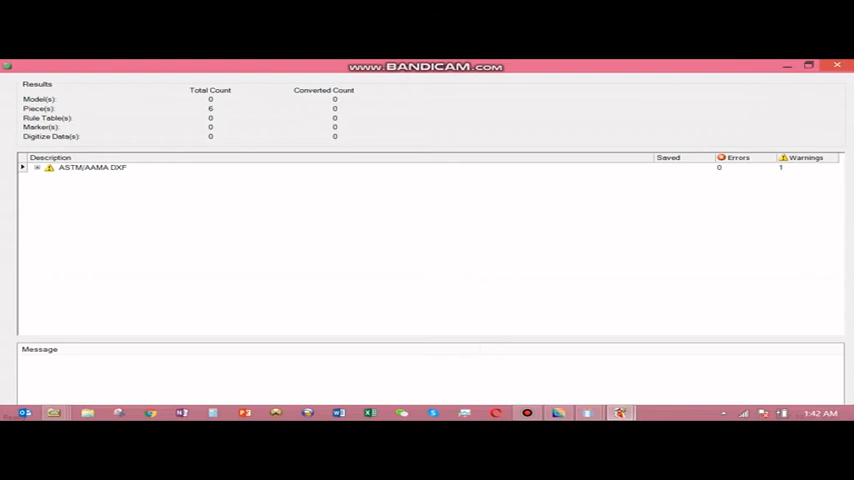 www.BANDICAM.com
Results
Total Count Converted Count
Model(s): 0 0
Piece(s): 6 0
Rule Table(s): 0 0
Marker(s): 0 0
Digitize Data(s): 0 0
Description Saved Errors Warnings
ASTM/AAMA DXF 0 1
Message
1:42 AM